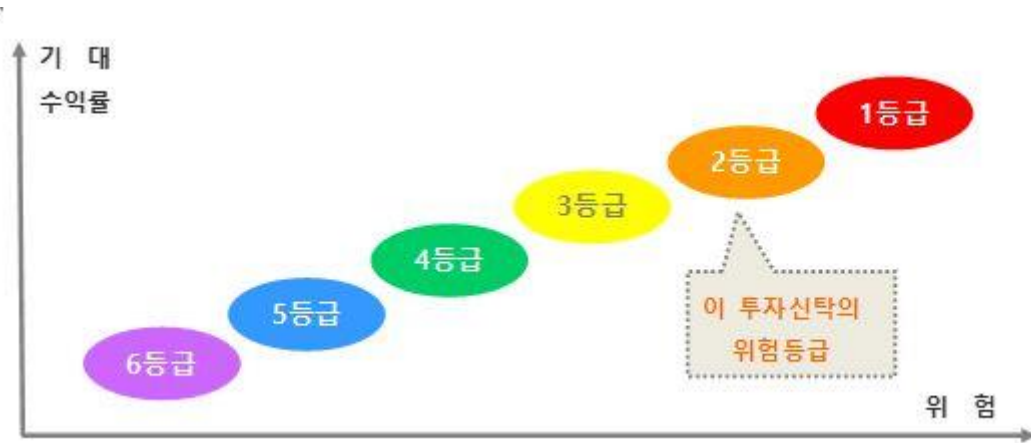 기 대
수익률
1등급
2등급
3등급
4등급
5등급
6등급
이 투자신탁의
위험등급
위 험